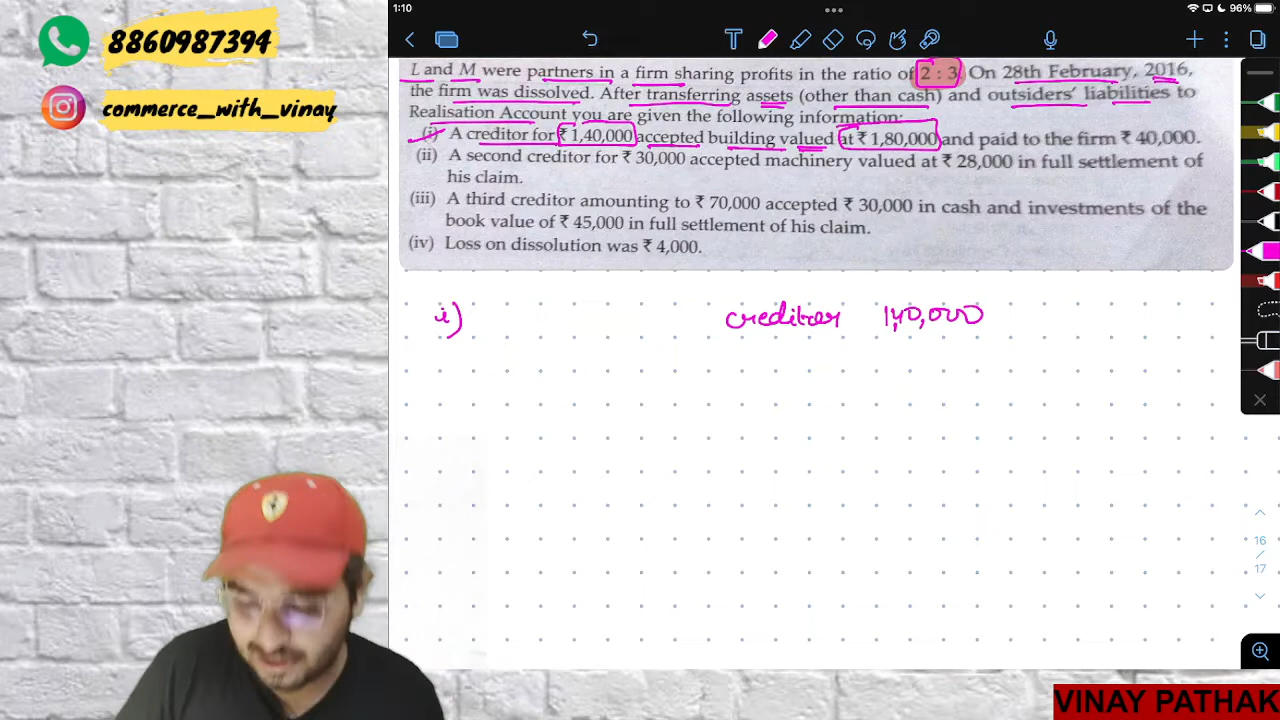 8860987394
commerce_with_vinay
1:10
96%
L and M were partners in a firm sharing profits in the ratio of 2 : 3. On 28th February, 2016,
the firm was dissolved. After transferring assets (other than cash) and outsiders' liabilities to
Realisation Account you are given the following information:
(i) A creditor for ₹ 1,40,000 accepted building valued at ₹ 1,80,000 and paid to the firm ₹ 40,000.
(ii) A second creditor for ₹ 30,000 accepted machinery valued at ₹ 28,000 in full settlement of
his claim.
(iii) A third creditor amounting to ₹ 70,000 accepted ₹ 30,000 in cash and investments of the
book value of ₹ 45,000 in full settlement of his claim.
(iv) Loss on dissolution was ₹ 4,000.
i) creditor 1,40,000
16
/
17
VINAY PATHAK